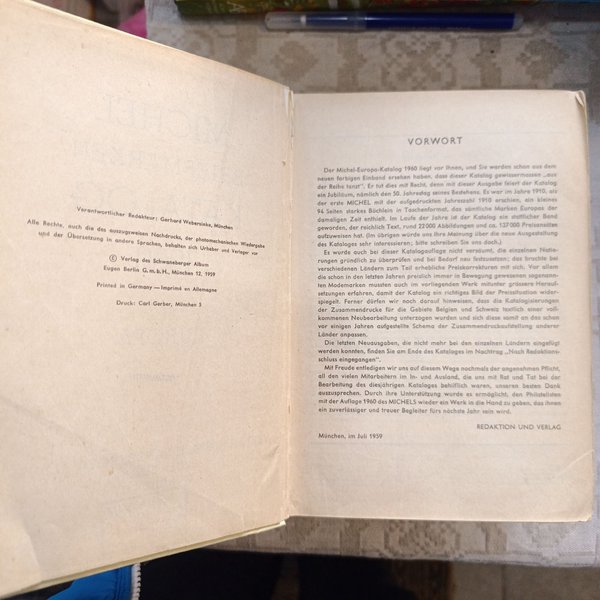 Verantwortlicher Redakteur: Gerhard Webersinke, München
Alle Rechte, auch die des auszugsweisen Nachdrucks, der photomechanischen Wiedergabe
und der Übersetzung in andere Sprachen, behalten sich Urheber und Verleger vor
© Verlag des Schwaneberger Album
Eugen Berlin G.m.b.H., München 12, 1959
Printed in Germany — Imprimé en Allemagne
Druck: Carl Gerber, München 5
VORWORT
Der Michel-Europa-Katalog 1960 liegt vor Ihnen, und Sie werden schon aus dem
neuen farbigen Einband ersehen haben, dass dieser Katalog gewissermassen „aus
der Reihe tanzt". Er tut dies mit Recht, denn mit dieser Ausgabe feiert der Katalog
ein Jubiläum, nämlich den 50. Jahrestag seines Bestehens. Es war im Jahre 1910, als
der erste MICHEL mit der aufgedruckten Jahreszahl 1910 erschien, ein kleines
94 Seiten starkes Büchlein in Taschenformat, das sämtliche Marken Europas der
damaligen Zeit enthielt. Im Laufe der Jahre ist der Katalog ein stattlicher Band
geworden, der reichlich Text, rund 22000 Abbildungen und ca. 137000 Preisansätze
aufzuweisen hat. (Im übrigen würde uns Ihre Meinung über die neue Ausgestaltung
des Kataloges sehr interessieren; bitte schreiben Sie uns doch.)
Es wurde auch bei dieser Katalogauflage nicht versäumt, die einzelnen Notie-
rungen gründlich zu überprüfen und bei Bedarf neu festzusetzen; das brachte bei
verschiedenen Ländern zum Teil erhebliche Preiskorrekturen mit sich. Vor allem
die schon in den letzten Jahren preislich immer in Bewegung gewesenen sogenann-
ten Modemarken mussten auch im vorliegenden Werk mitunter grössere Herauf-
setzungen erfahren, damit der Katalog ein richtiges Bild der Preissituation wider-
spiegelt. Ferner dürfen wir noch darauf hinweisen, dass die Katalogisierungen
der Zusammendrucke für die Gebiete Belgien und Schweiz textlich einer voll-
kommenen Neubearbeitung unterzogen wurden und sich diese somit an das schon
vor einigen Jahren aufgestellte Schema der Zusammendruckaufstellung anderer
Länder anpassen.
Die letzten Neuausgaben, die nicht mehr bei den einzelnen Ländern eingefügt
werden konnten, finden Sie am Ende des Kataloges im Nachtrag „Nach Redaktions-
schluss eingegangen".
Mit Freude entledigen wir uns auf diesem Wege nochmals der angenehmen Pflicht,
all den vielen Mitarbeitern im In- und Ausland, die uns mit Rat und Tat bei der
Bearbeitung des diesjährigen Kataloges behilflich waren, unseren besten Dank
auszusprechen. Durch ihre Unterstützung wurde es ermöglicht, den Philatelisten
mit der Auflage 1960 des MICHELS wieder ein Werk in die Hand zu geben, das ihnen
ein zuverlässiger und treuer Begleiter fürs nächste Jahr sein wird.
REDAKTION UND VERLAG
München, im Juli 1959